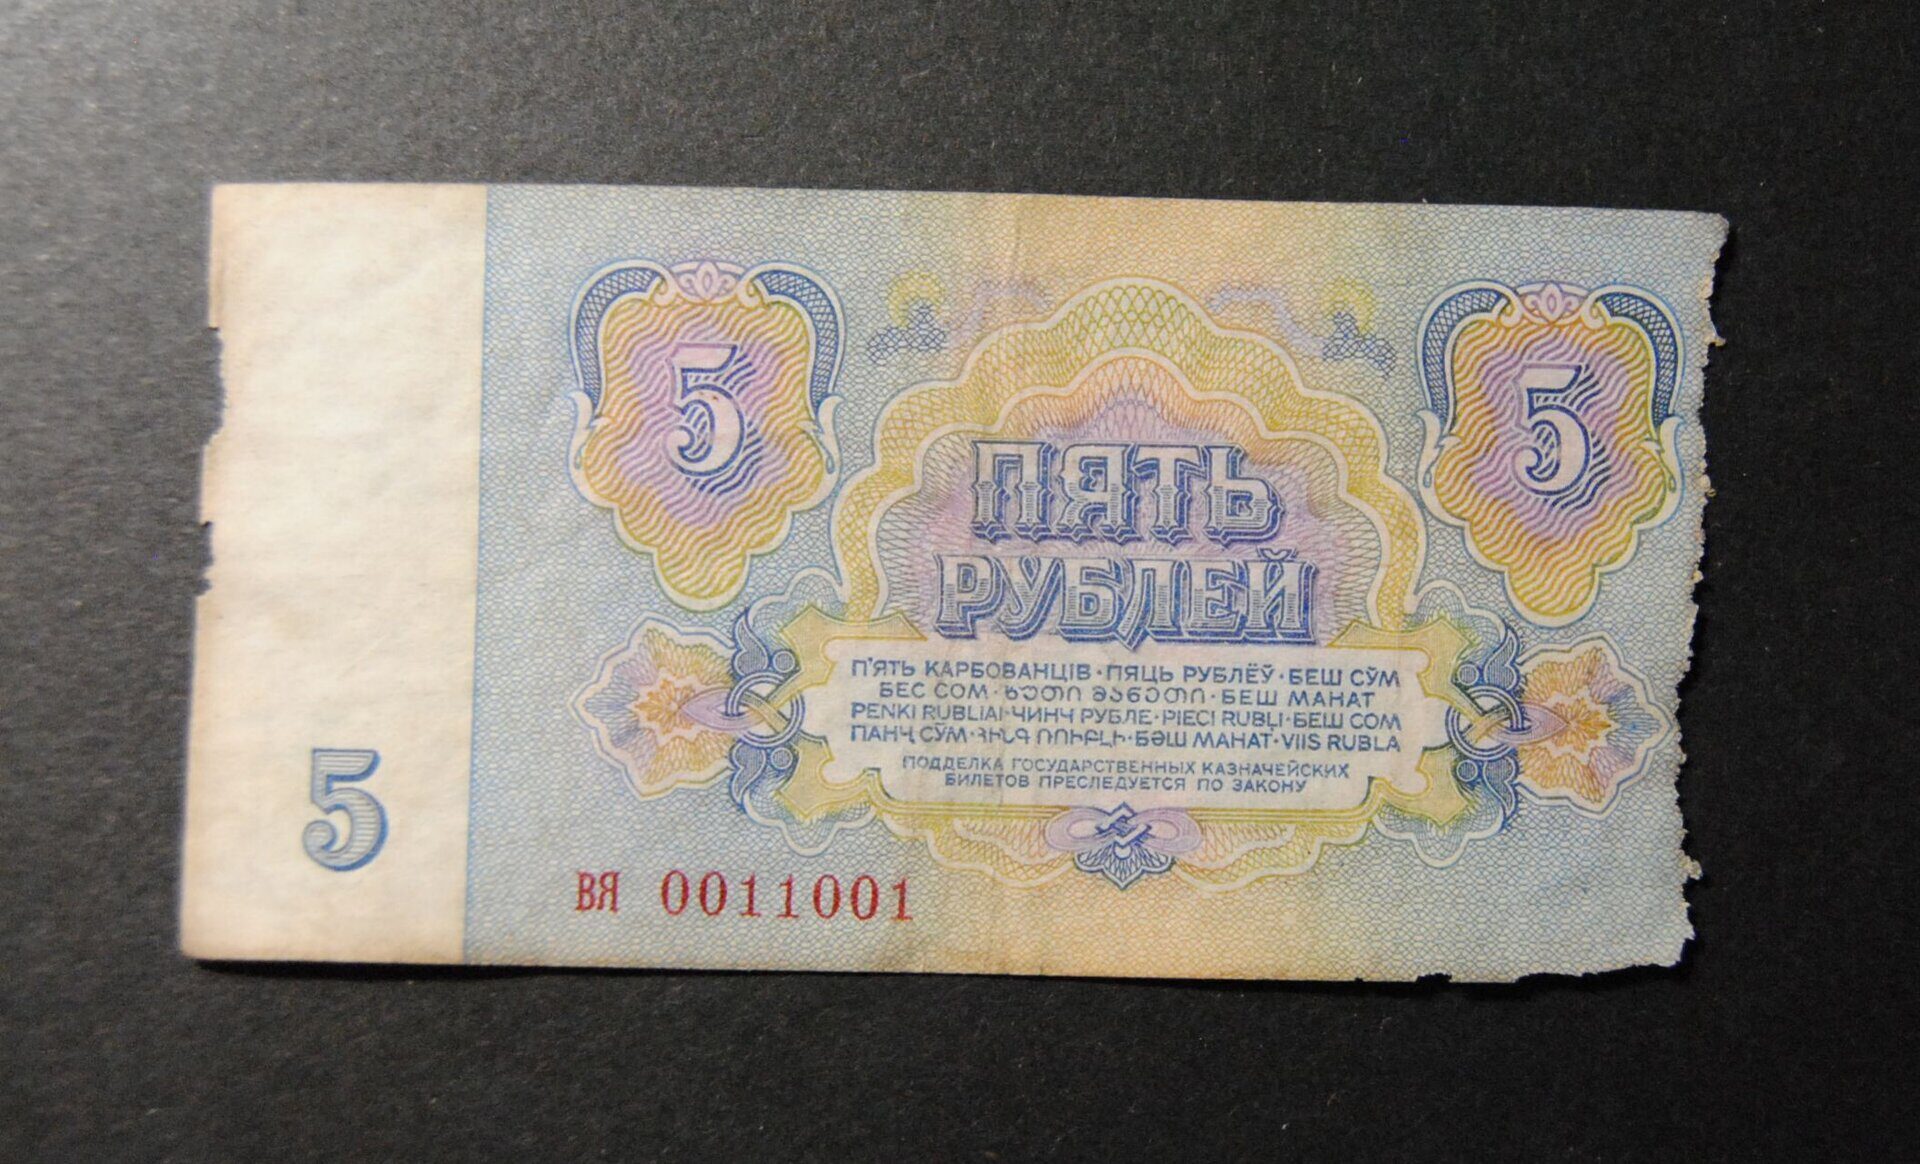 5
5
ПЯТЬ
РУБЛЕЙ
П'ЯТЬ КАРБОВАНЦІВ·ПЯЦЬ РУБЛЁЎ·БЕШ СЎМ
БЕС СОМ·ხუთი მანეთი·БЕШ МАНАТ
PENKI RUBLIAI·ЧИНЧ РУБЛЕ·PIECI RUBĻI·БЕШ СОМ
ПАНҶ СЎМ·ՀԻՆԳ ՌՈՒԲԼԻ·БӘШ МАНАТ·VIIS RUBLA
ПОДДЕЛКА ГОСУДАРСТВЕННЫХ КАЗНАЧЕЙСКИХ
БИЛЕТОВ ПРЕСЛЕДУЕТСЯ ПО ЗАКОНУ
5
вЯ 0011001